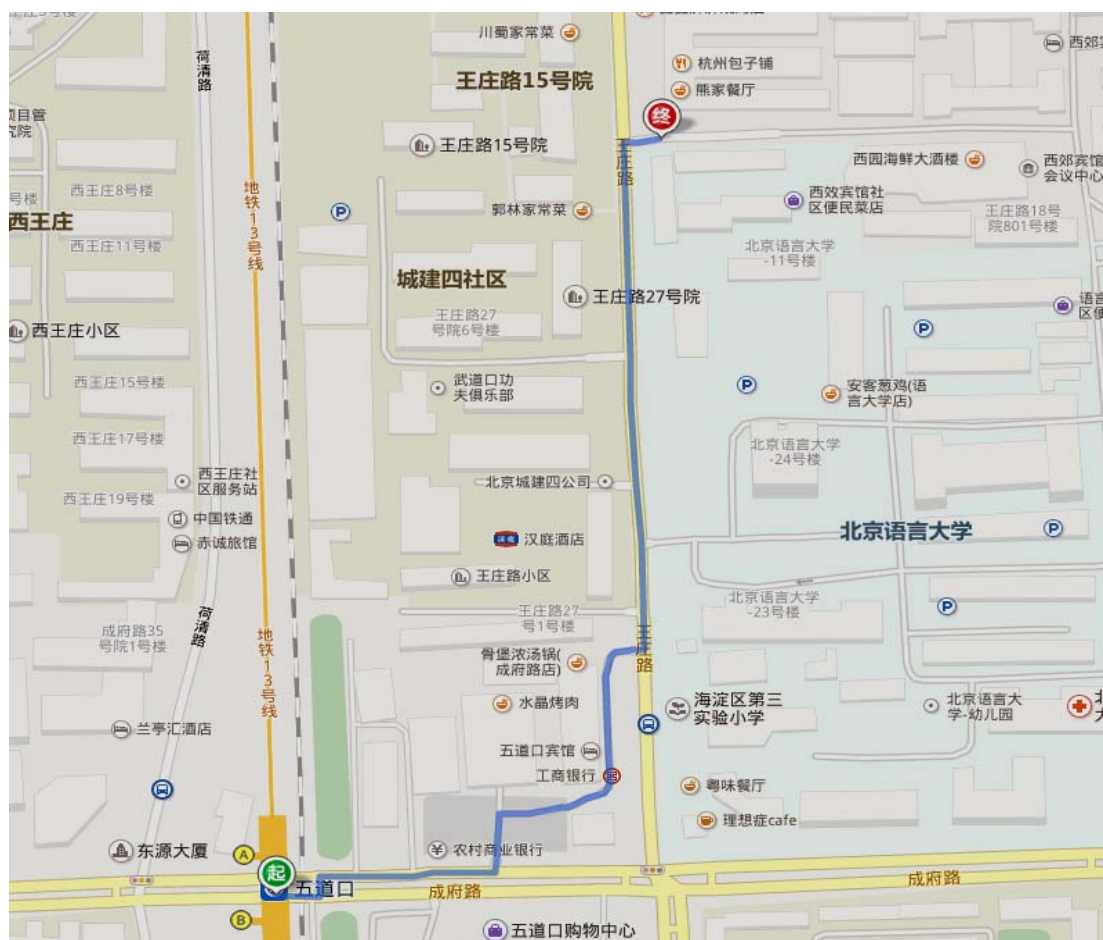 川蜀家常菜
西郊宾
荷清路
王庄路15号院
杭州包子铺
熊家餐厅
项目管
究院
终
王庄路
王庄路15号院
西园海鲜大酒楼
西郊宾馆
会议中心
西王庄8号楼
地铁13号线
P
郭林家常菜
西效宾馆社
区便民菜店
王庄路18号
院801号楼
号楼
西王庄
西王庄11号楼
北京语言大学
-11号楼
城建四社区
王庄路27号院
语言
区便
西王庄小区
王庄路27
号院6号楼
P
西王庄15号楼
武道口功
夫俱乐部
P
安客葱鸡(语
言大学店)
西王庄17号楼
北京语言大学
-24号楼
西王庄社
区服务站
北京城建四公司
西王庄19号楼
中国铁通
赤诚旅馆
汉庭酒店
北京语言大学
P
王庄路小区
荷清路
王庄路27
号1号楼
北京语言大学
-23号楼
P
成府路35
号院1号楼
地铁13号线
王庄路
骨堡浓汤锅(
成府路店)
水晶烤肉
海淀区第三
实验小学
北京语言大
学-幼儿园
北
大
兰亭汇酒店
五道口宾馆
工商银行
粤味餐厅
理想症cafe
东源大厦
A
农村商业银行
起
五道口
成府路
成府路
B
五道口购物中心